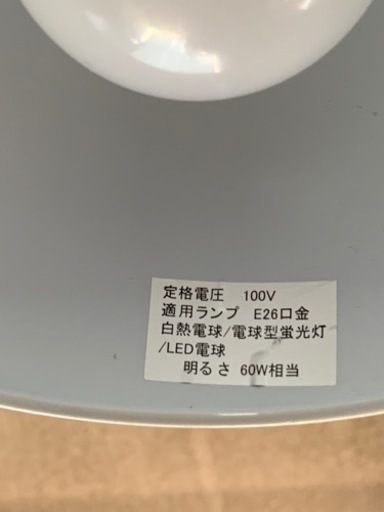 定格電圧 100V
適用ランプ E26口金
白熱電球/電球型蛍光灯
/LED電球
明るさ 60W相当